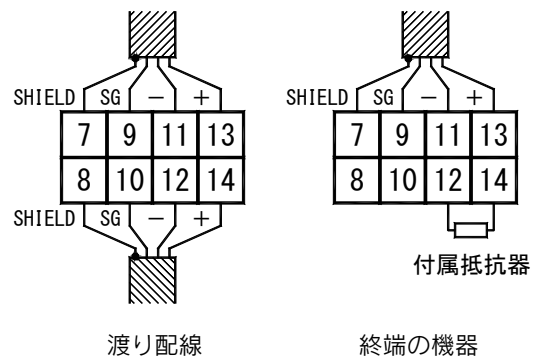 SHIELD SG － ＋ SHIELD SG － ＋
7 9 11 13 7 9 11 13
8 10 12 14 8 10 12 14
SHIELD SG － ＋
付属抵抗器
渡り配線 終端の機器